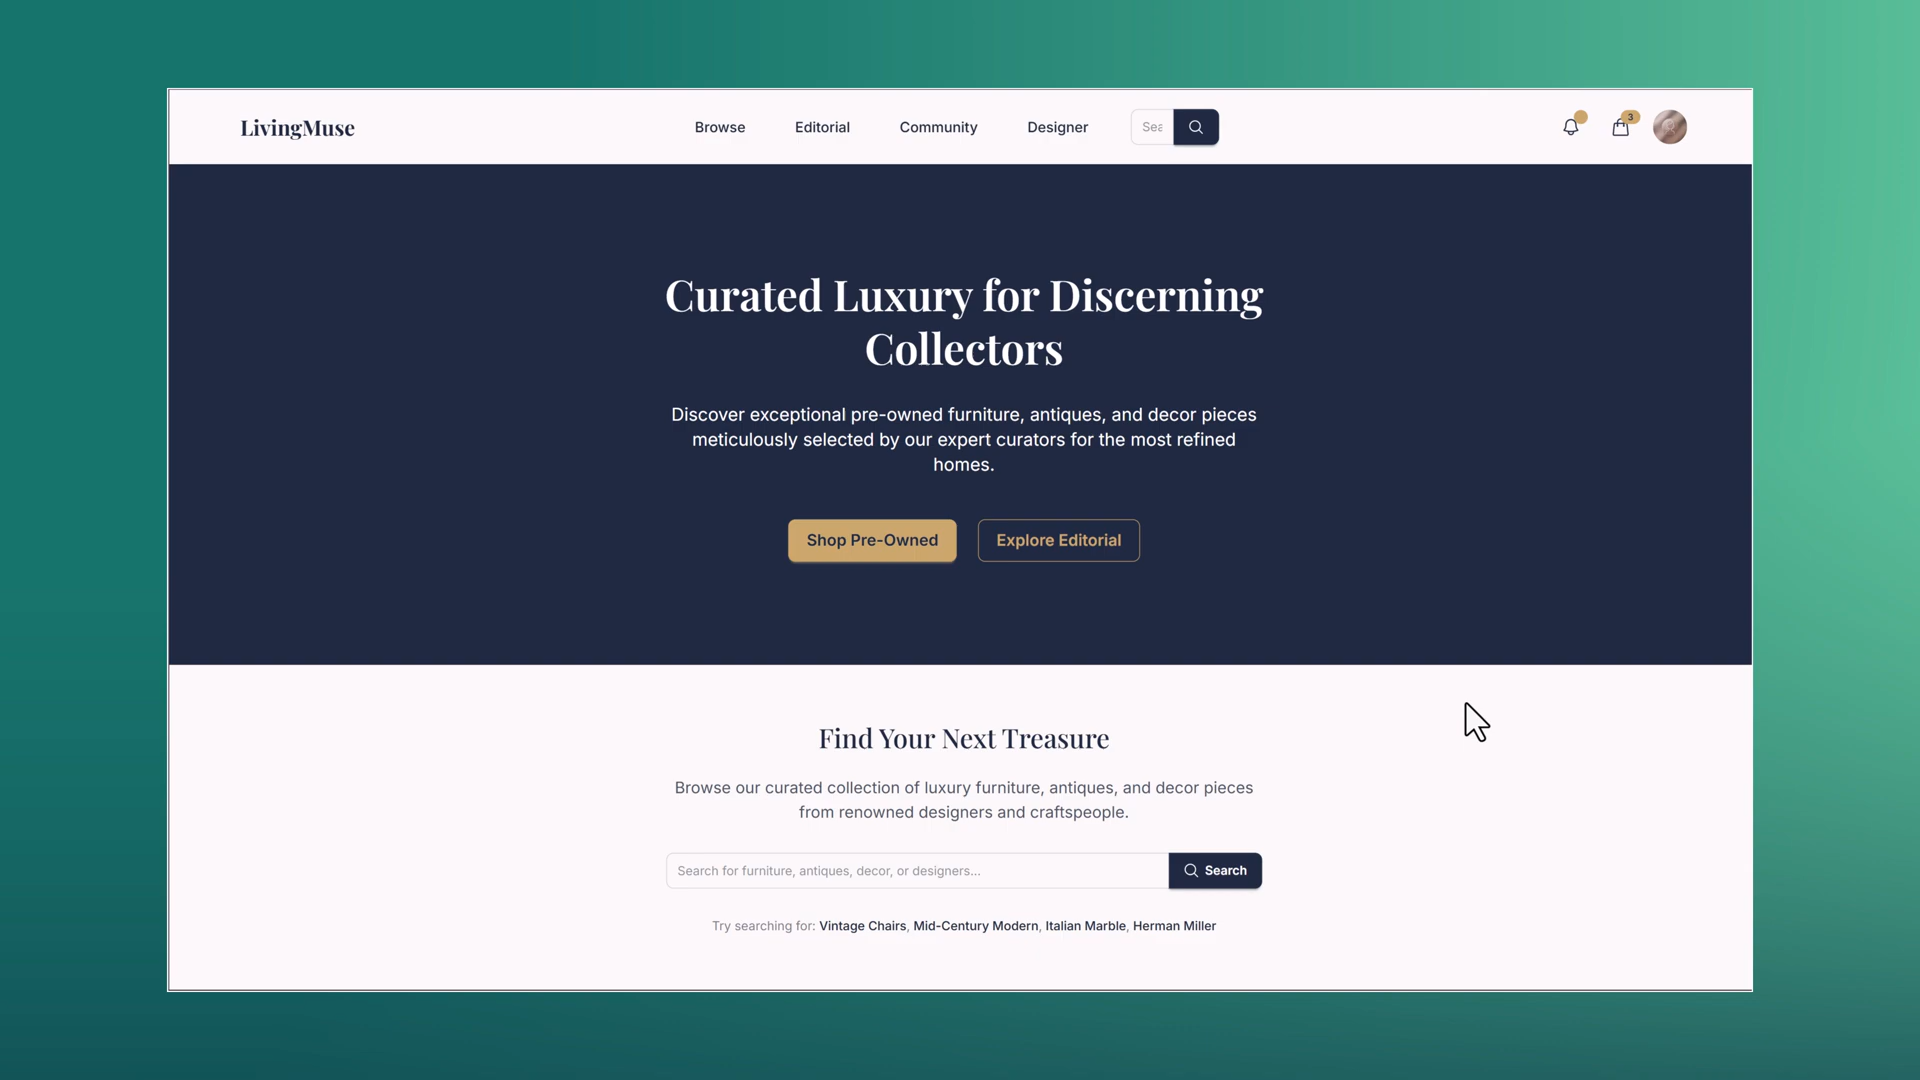 LivingMuse
Browse
Editorial
Community
Designer
Sea
3
Curated Luxury for Discerning
Collectors
Discover exceptional pre-owned furniture, antiques, and decor pieces
meticulously selected by our expert curators for the most refined
homes.
Shop Pre-Owned
Explore Editorial
Find Your Next Treasure
Browse our curated collection of luxury furniture, antiques, and decor pieces
from renowned designers and craftspeople.
Search for furniture, antiques, decor, or designers...
Search
Try searching for: Vintage Chairs, Mid-Century Modern, Italian Marble, Herman Miller